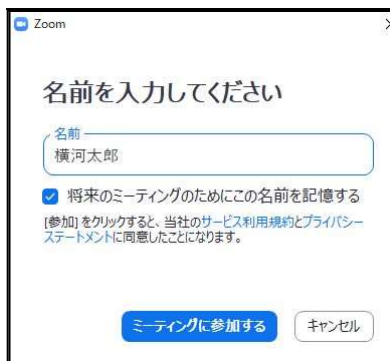 Zoom
名前を入力してください
名前
横河太郎
将来のミーティングのためにこの名前を記憶する
[参加] をクリックすると、当社のサービス利用規約とプライバシー
ステートメントに同意したことになります。
ミーティングに参加する
キャンセル